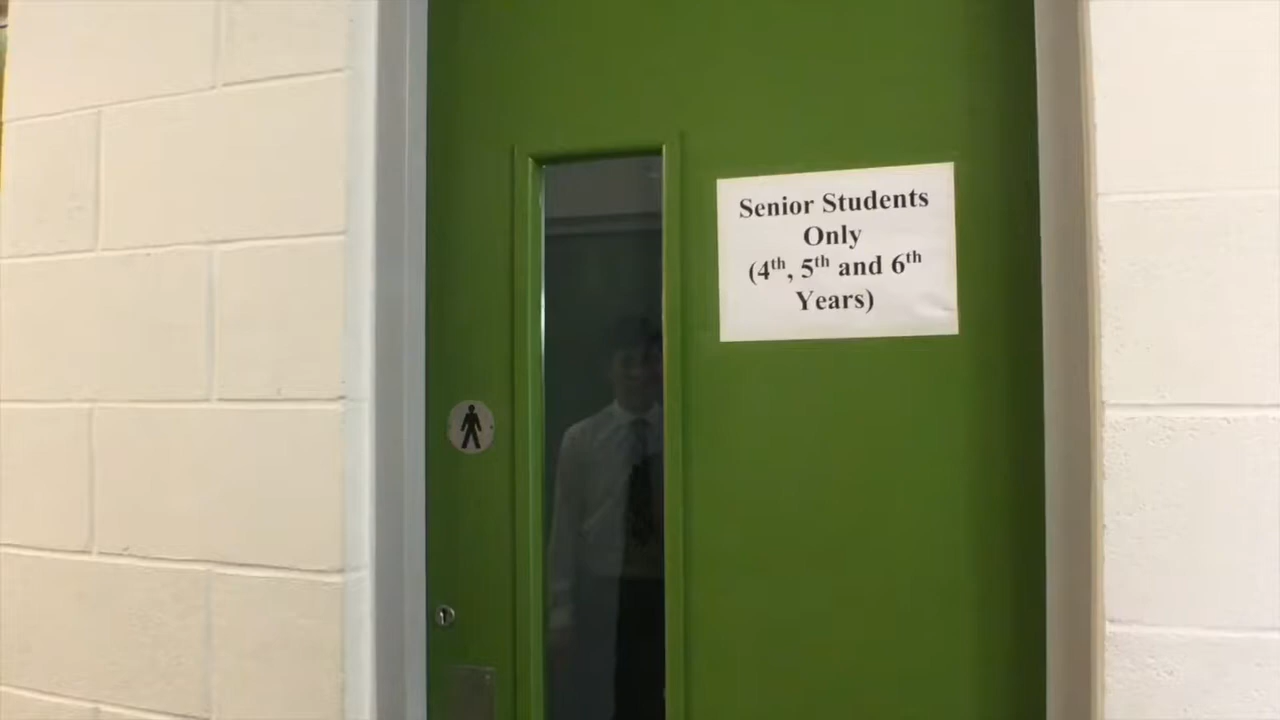 Senior Students
Only
(4th, 5th and 6th
Years)